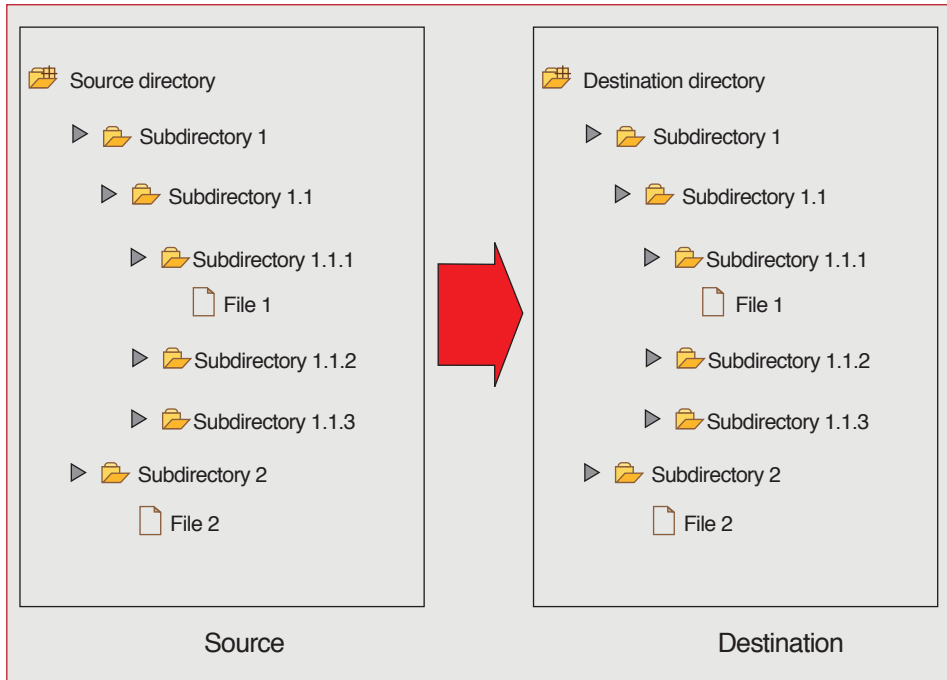 Source directory
Subdirectory 1
Subdirectory 1.1
Subdirectory 1.1.1
File 1
Subdirectory 1.1.2
Subdirectory 1.1.3
Subdirectory 2
File 2
Source
Destination directory
Subdirectory 1
Subdirectory 1.1
Subdirectory 1.1.1
File 1
Subdirectory 1.1.2
Subdirectory 1.1.3
Subdirectory 2
File 2
Destination